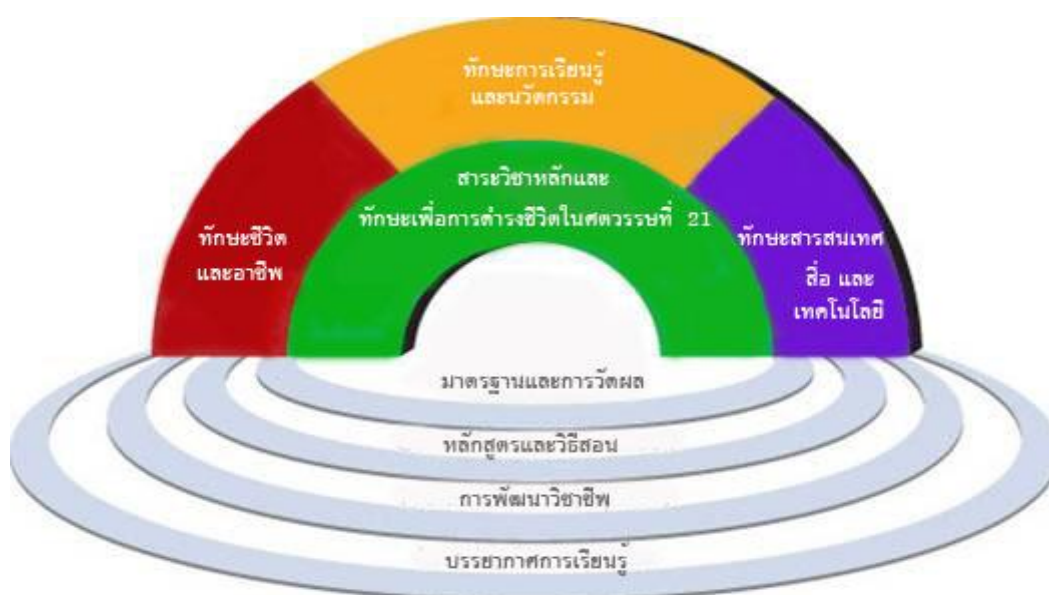 ทักษะการเรียนรู้
และนวัตกรรม
สาระวิชาหลักและ
ทักษะเพื่อการดำรงชีวิตในศตวรรษที่ 21
ทักษะชีวิต
และอาชีพ
ทักษะสารสนเทศ
สื่อ และ
เทคโนโลยี
มาตรฐานและการวัดผล
หลักสูตรและวิธีสอน
การพัฒนาวิชาชีพ
บรรยากาศการเรียนรู้